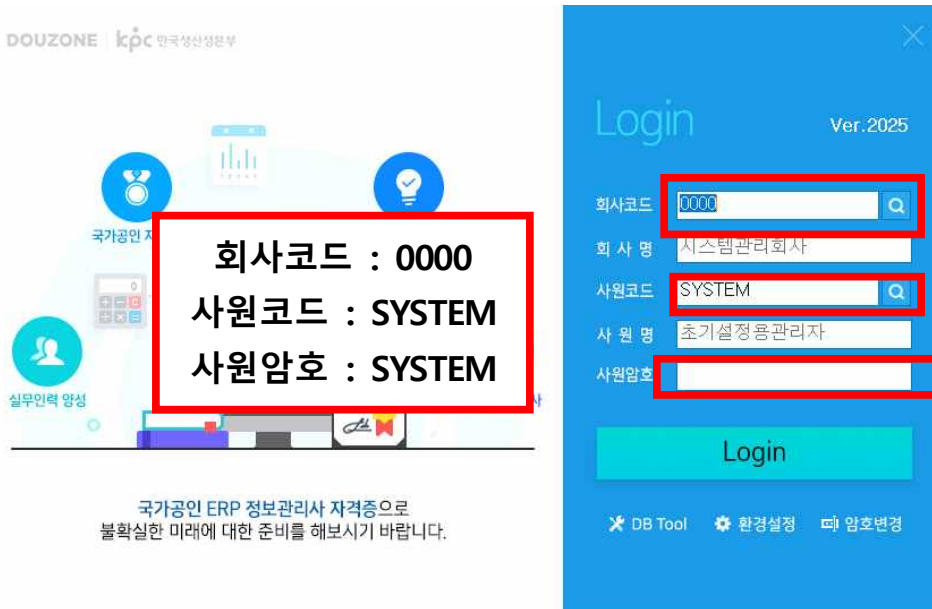 DOUZONE kpc 한국생산성본부
Login
Ver.2025
회사코드 0000
회 사 명 시스템관리회사
사원코드 SYSTEM
사 원 명 초기설정용관리자
사원암호
Login
DB Tool 환경설정 암호변경
국가공인
회사코드 : 0000
사원코드 : SYSTEM
사원암호 : SYSTEM
실무인력 양성
사
국가공인 ERP 정보관리사 자격증으로
불확실한 미래에 대한 준비를 해보시기 바랍니다.